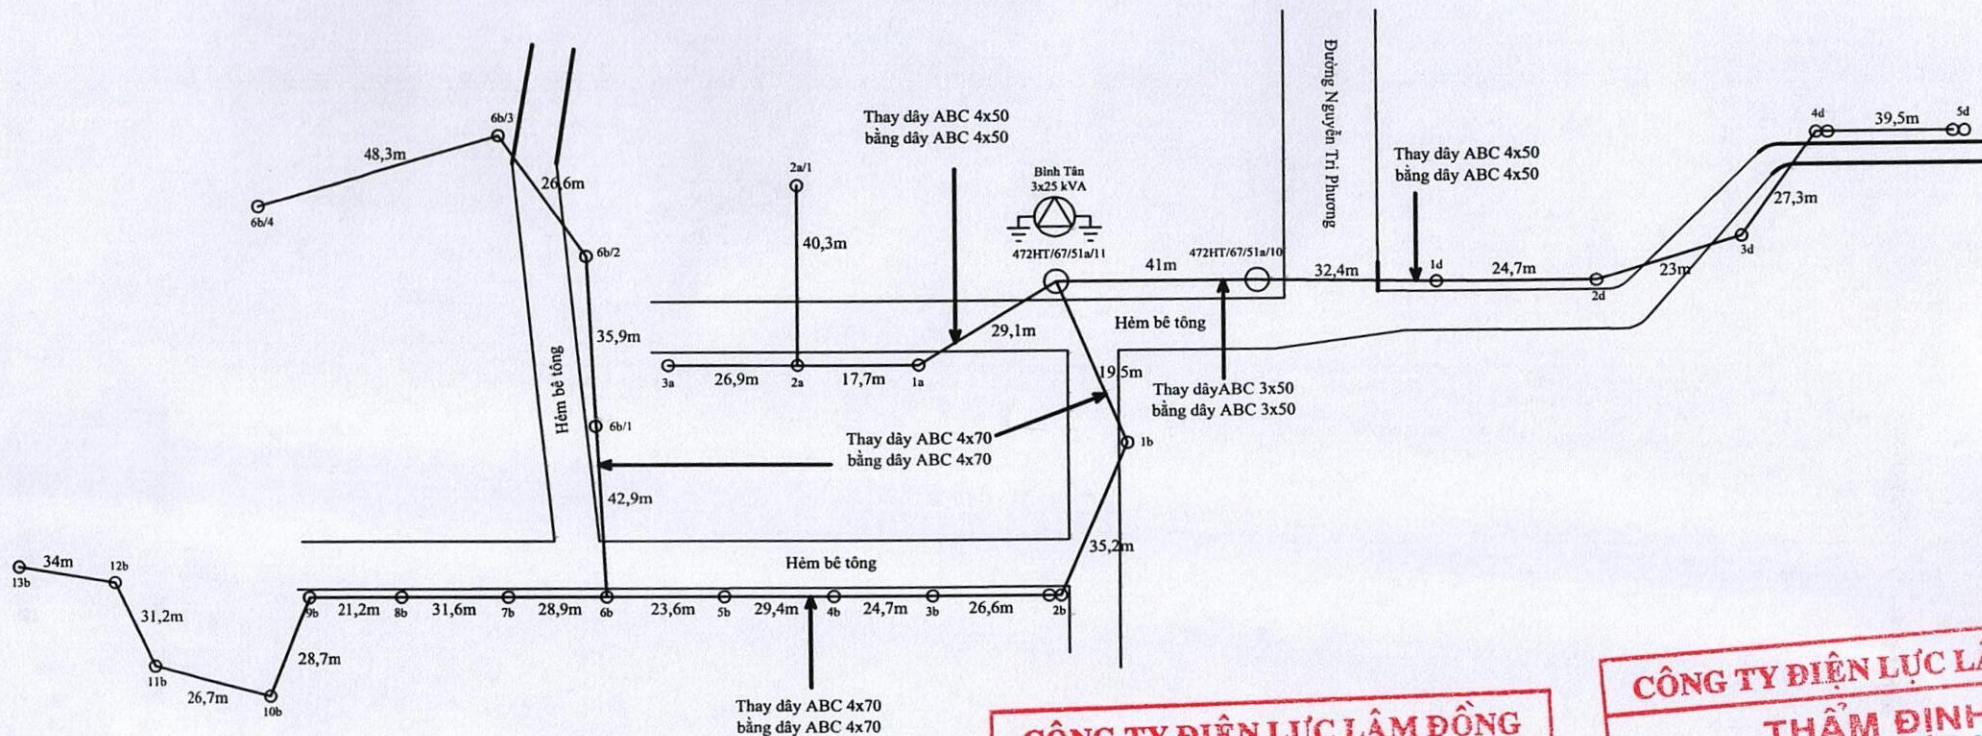 Đường Nguyễn Tri Phương
Thay dây ABC 4x50
bằng dây ABC 4x50
6b/3
48,3m
26,6m
6b/4
6b/2
2a/1
40,3m
Bình Tân
3x25 kVA
472HT/67/51a/11
41m
472HT/67/51a/10
32,4m
Thay dây ABC 4x50
bằng dây ABC 4x50
1d
24,7m
2d
23m
3d
27,3m
4d
39,5m
5d
35,9m
Hẻm bê tông
6b/1
42,9m
3a
26,9m
2a
17,7m
1a
29,1m
Hẻm bê tông
19,5m
Thay dâyABC 3x50
bằng dây ABC 3x50
Thay dây ABC 4x70
bằng dây ABC 4x70
1b
35,2m
Hẻm bê tông
13b
34m
12b
31,2m
11b
26,7m
10b
28,7m
9b
21,2m
8b
31,6m
7b
28,9m
6b
23,6m
5b
29,4m
4b
24,7m
3b
26,6m
2b
Thay dây ABC 4x70
bằng dây ABC 4x70
CÔNG TY ĐIỆN LỰC LÂM ĐỒNG
CÔNG TY ĐIỆN LỰC
THẨM ĐỊNH